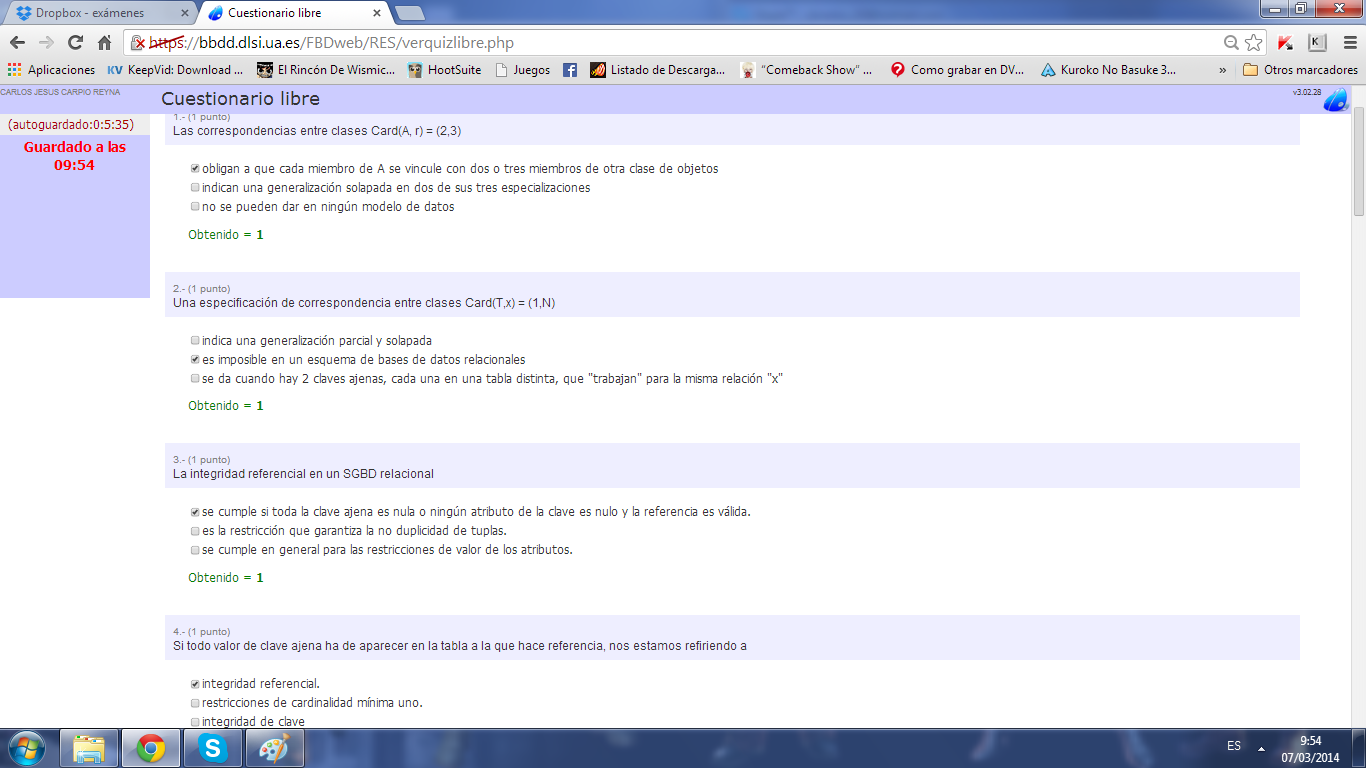 Dropbox - exámenes
Cuestionario libre
https://bbdd.dlsi.ua.es/FBDweb/RES/verquizlibre.php
Aplicaciones
KV KeepVid: Download ...
El Rincón De Wismic...
HootSuite
Juegos
Listado de Descarga...
"Comeback Show" ...
Como grabar en DV...
Kuroko No Basuke 3...
»
Otros marcadores
CARLOS JESUS CARPIO REYNA
Cuestionario libre
v3.02.28
(autoguardado:0:5:35)
Guardado a las
09:54
1.- (1 punto)
Las correspondencias entre clases Card(A, r) = (2,3)
obligan a que cada miembro de A se vincule con dos o tres miembros de otra clase de objetos
indican una generalización solapada en dos de sus tres especializaciones
no se pueden dar en ningún modelo de datos
Obtenido = 1
2.- (1 punto)
Una especificación de correspondencia entre clases Card(T,x) = (1,N)
indica una generalización parcial y solapada
es imposible en un esquema de bases de datos relacionales
se da cuando hay 2 claves ajenas, cada una en una tabla distinta, que "trabajan" para la misma relación "x"
Obtenido = 1
3.- (1 punto)
La integridad referencial en un SGBD relacional
se cumple si toda la clave ajena es nula o ningún atributo de la clave es nulo y la referencia es válida.
es la restricción que garantiza la no duplicidad de tuplas.
se cumple en general para las restricciones de valor de los atributos.
Obtenido = 1
4.- (1 punto)
Si todo valor de clave ajena ha de aparecer en la tabla a la que hace referencia, nos estamos refiriendo a
integridad referencial.
restricciones de cardinalidad mínima uno.
integridad de clave
ES
9:54
07/03/2014